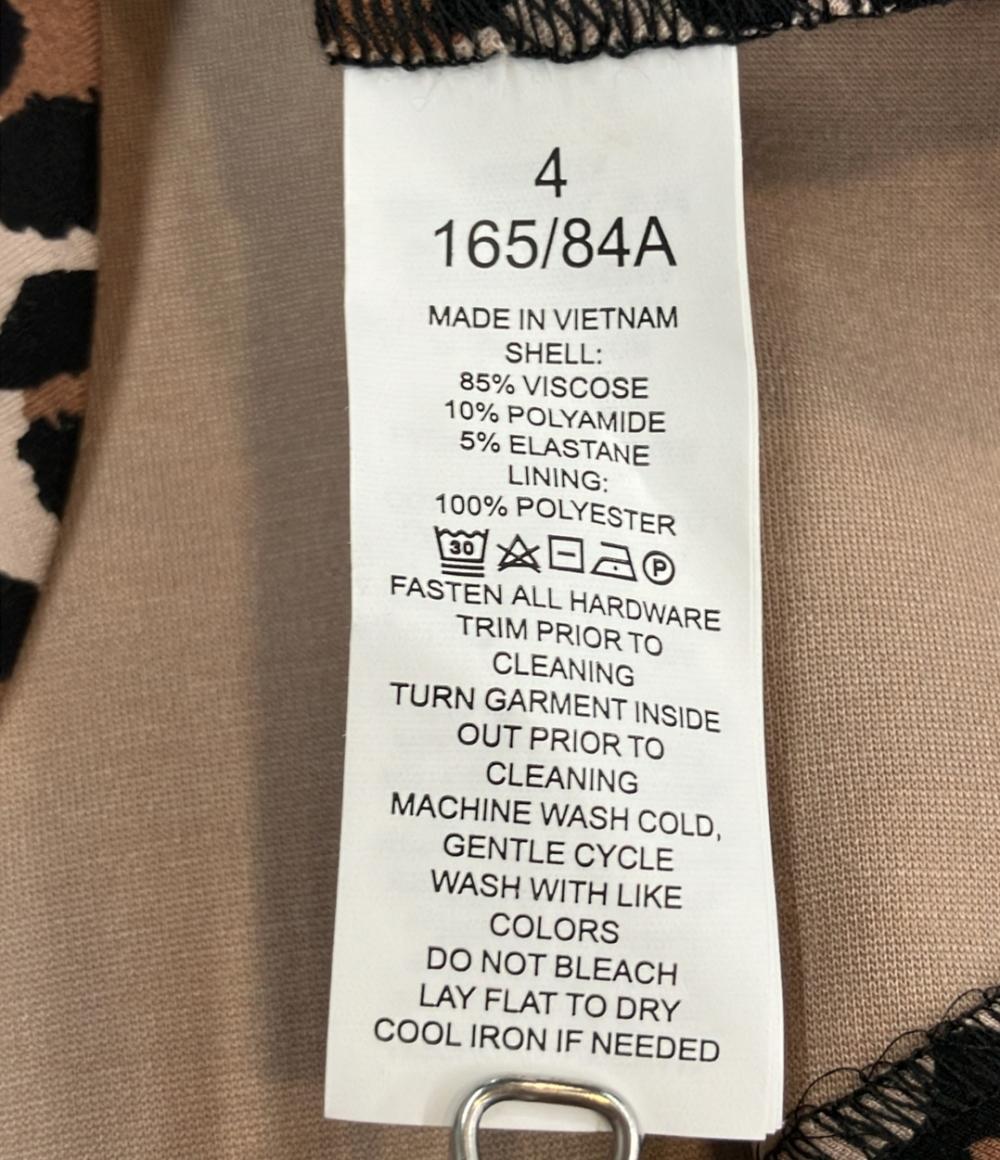 4
165/84A
MADE IN VIETNAM
SHELL:
85% VISCOSE
10% POLYAMIDE
5% ELASTANE
LINING:
100% POLYESTER
30 P
FASTEN ALL HARDWARE
TRIM PRIOR TO
CLEANING
TURN GARMENT INSIDE
OUT PRIOR TO
CLEANING
MACHINE WASH COLD,
GENTLE CYCLE
WASH WITH LIKE
COLORS
DO NOT BLEACH
LAY FLAT TO DRY
COOL IRON IF NEEDED